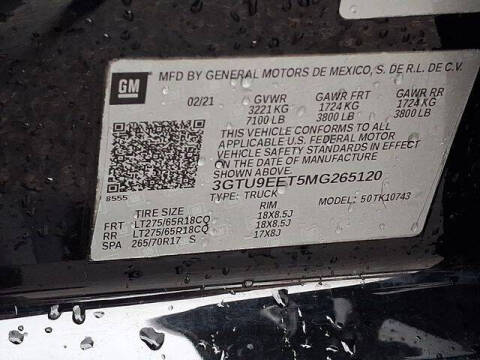 GM
MFD BY GENERAL MOTORS DE MEXICO, S. DE R.L. DE C.V.
02/21 GVWR GAWR FRT GAWR RR
3221 KG 1724 KG 1724 KG
7100 LB 3800 LB 3800 LB
THIS VEHICLE CONFORMS TO ALL
APPLICABLE U.S. FEDERAL MOTOR
VEHICLE SAFETY STANDARDS IN EFFECT
ON THE DATE OF MANUFACTURE SHOWN
ABOVE.
3GTU9EET5MG265120
8555
TYPE: TRUCK MODEL: 50TK10743
TIRE SIZE RIM
FRT LT275/65R18CQ 18X8.5J
RR LT275/65R18CQ 18X8.5J
SPA 265/70R17 S 17X8J